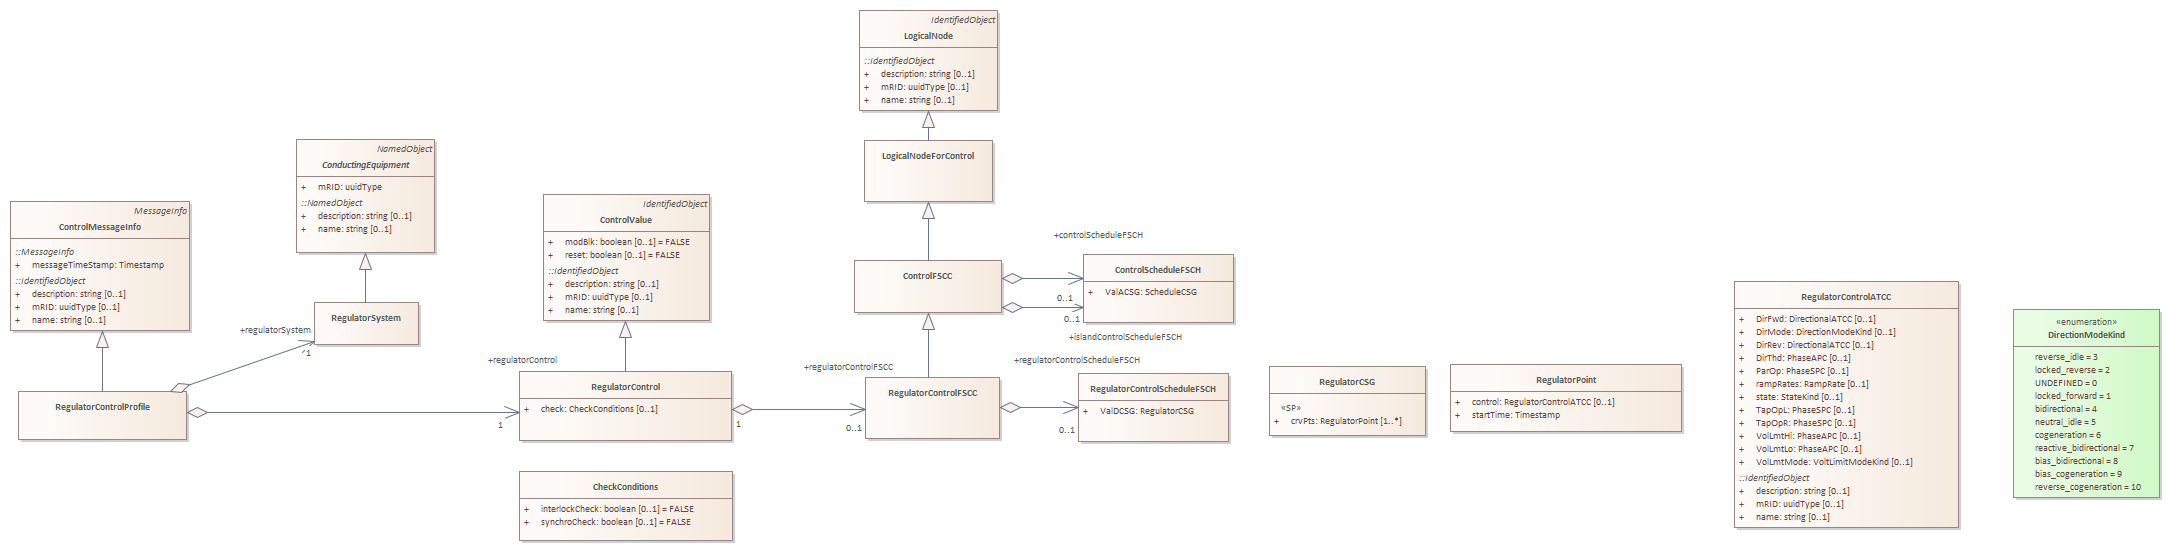 IdentifiedObject
LogicalNode
::IdentifiedObject
+ description: string [0..1]
+ mRID: uuidType [0..1]
+ name: string [0..1]
LogicalNodeForControl
NamedObject
ConductingEquipment
+ mRID: uuidType
::NamedObject
+ description: string [0..1]
+ name: string [0..1]
MessageInfo
ControlMessageInfo
::MessageInfo
+ messageTimeStamp: Timestamp
::IdentifiedObject
+ description: string [0..1]
+ mRID: uuidType [0..1]
+ name: string [0..1]
IdentifiedObject
ControlValue
+ modBlk: boolean [0..1] = FALSE
+ reset: boolean [0..1] = FALSE
::IdentifiedObject
+ description: string [0..1]
+ mRID: uuidType [0..1]
+ name: string [0..1]
RegulatorSystem
+regulatorSystem
1
RegulatorControlProfile
+regulatorControl
1
RegulatorControl
+ check: CheckConditions [0..1]
1
CheckConditions
+ interlockCheck: boolean [0..1] = FALSE
+ synchroCheck: boolean [0..1] = FALSE
ControlFSCC
+controlScheduleFSCH
0..1
0..1
+islandControlScheduleFSCH
ControlScheduleFSCH
+ ValACSG: ScheduleCSG
+regulatorControlFSCC
0..1
RegulatorControlFSCC
+regulatorControlScheduleFSCH
0..1
RegulatorControlScheduleFSCH
+ ValDCSG: RegulatorCSG
RegulatorCSG
«SP»
+ crvPts: RegulatorPoint [1..*]
RegulatorPoint
+ control: RegulatorControlATCC [0..1]
+ startTime: Timestamp
RegulatorControlATCC
+ DirFwd: DirectionalATCC [0..1]
+ DirMode: DirectionModeKind [0..1]
+ DirRev: DirectionalATCC [0..1]
+ DirThd: PhaseAPC [0..1]
+ ParOp: PhaseSPC [0..1]
+ rampRates: RampRate [0..1]
+ state: StateKind [0..1]
+ TapOpL: PhaseSPC [0..1]
+ TapOpR: PhaseSPC [0..1]
+ VolLmtHi: PhaseAPC [0..1]
+ VolLmtLo: PhaseAPC [0..1]
+ VolLmtMode: VoltLimitModeKind [0..1]
::IdentifiedObject
+ description: string [0..1]
+ mRID: uuidType [0..1]
+ name: string [0..1]
«enumeration»
DirectionModeKind
reverse_idle = 3
locked_reverse = 2
UNDEFINED = 0
locked_forward = 1
bidirectional = 4
neutral_idle = 5
cogeneration = 6
reactive_bidirectional = 7
bias_bidirectional = 8
bias_cogeneration = 9
reverse_cogeneration = 10